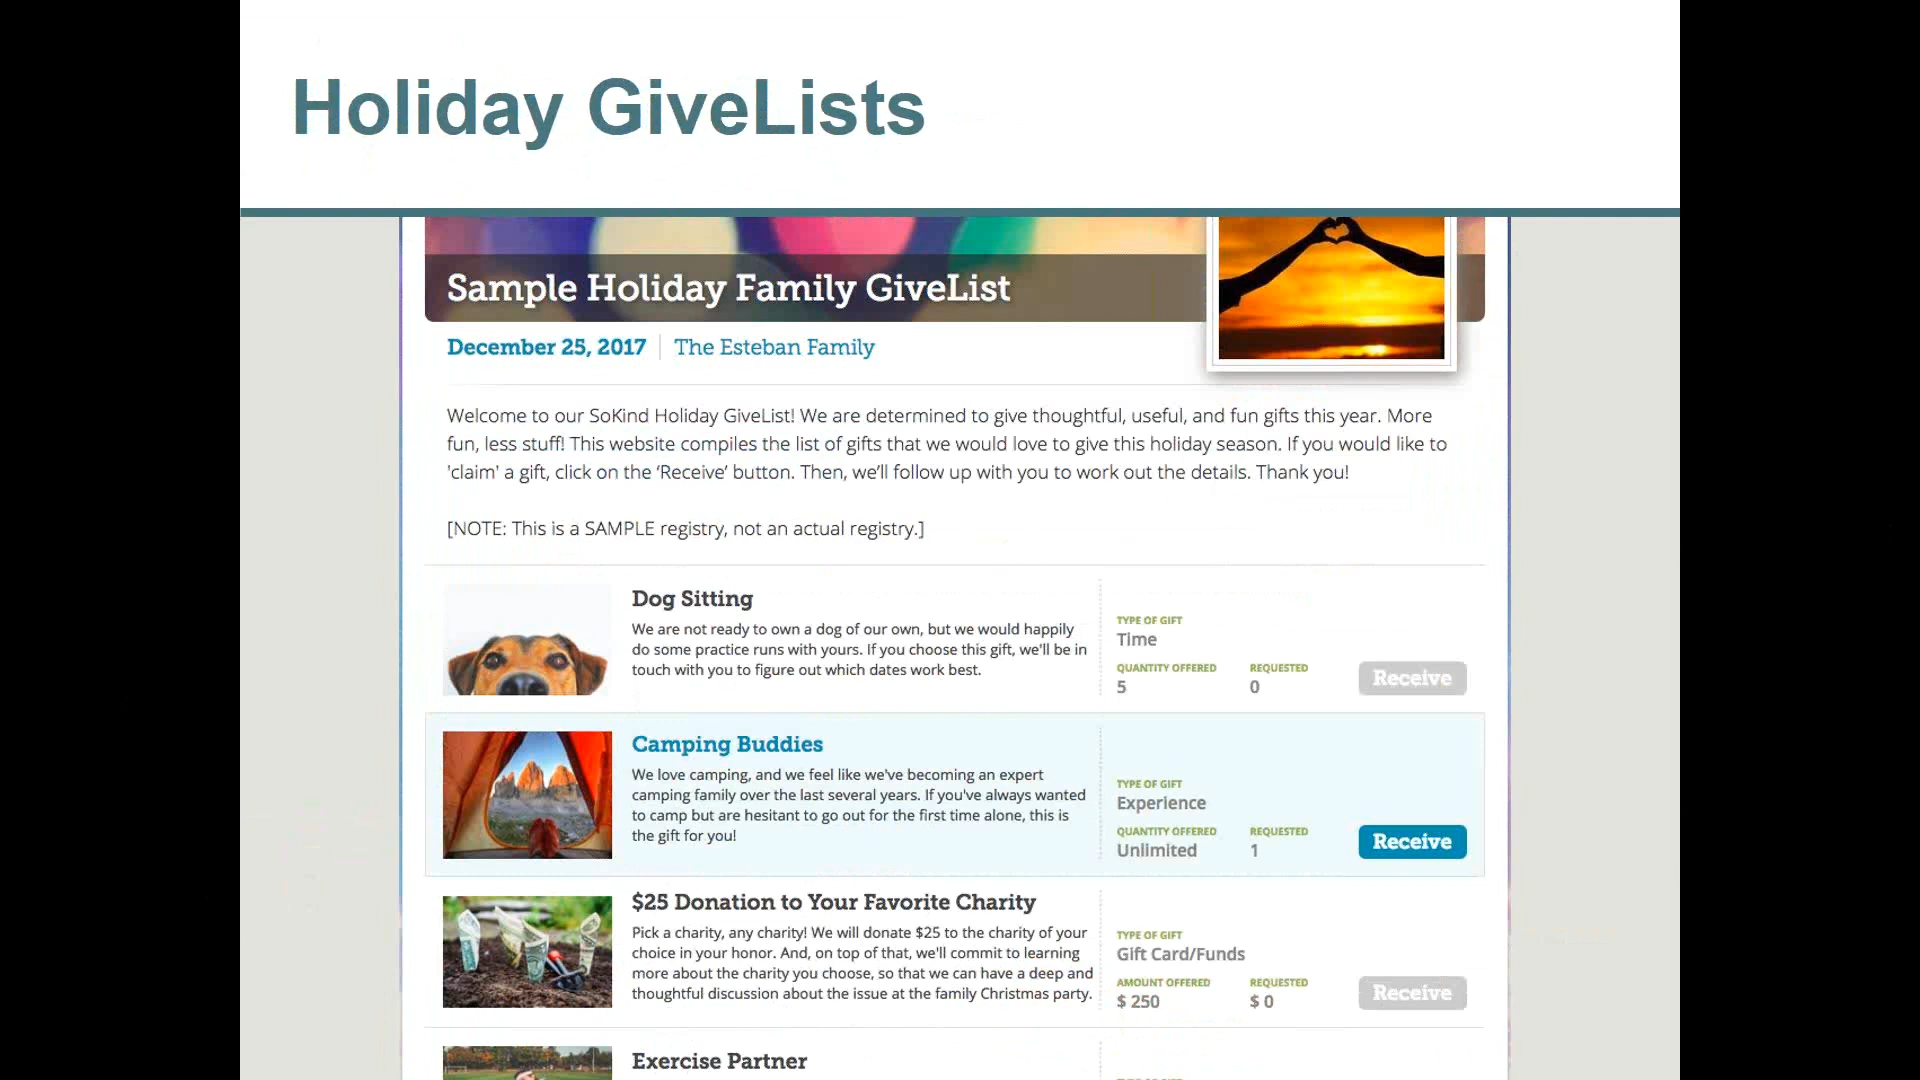 Holiday GiveLists
Sample Holiday Family GiveList
December 25, 2017 The Esteban Family
Welcome to our SoKind Holiday GiveList! We are determined to give thoughtful, useful, and fun gifts this year. More
fun, less stuff! This website compiles the list of gifts that we would love to give this holiday season. If you would like to
'claim' a gift, click on the ‘Receive’ button. Then, we’ll follow up with you to work out the details. Thank you!
[NOTE: This is a SAMPLE registry, not an actual registry.]
Dog Sitting
We are not ready to own a dog of our own, but we would happily
do some practice runs with yours. If you choose this gift, we'll be in
touch with you to figure out which dates work best.
TYPE OF GIFT
Time
QUANTITY OFFERED REQUESTED
5 0
Receive
Camping Buddies
We love camping, and we feel like we've becoming an expert
camping family over the last several years. If you've always wanted
to camp but are hesitant to go out for the first time alone, this is
the gift for you!
TYPE OF GIFT
Experience
QUANTITY OFFERED REQUESTED
Unlimited 1
Receive
$25 Donation to Your Favorite Charity
Pick a charity, any charity! We will donate $25 to the charity of your
choice in your honor. And, on top of that, we'll commit to learning
more about the charity you choose, so that we can have a deep and
thoughtful discussion about the issue at the family Christmas party.
TYPE OF GIFT
Gift Card/Funds
AMOUNT OFFERED REQUESTED
$ 250 $ 0
Receive
Exercise Partner